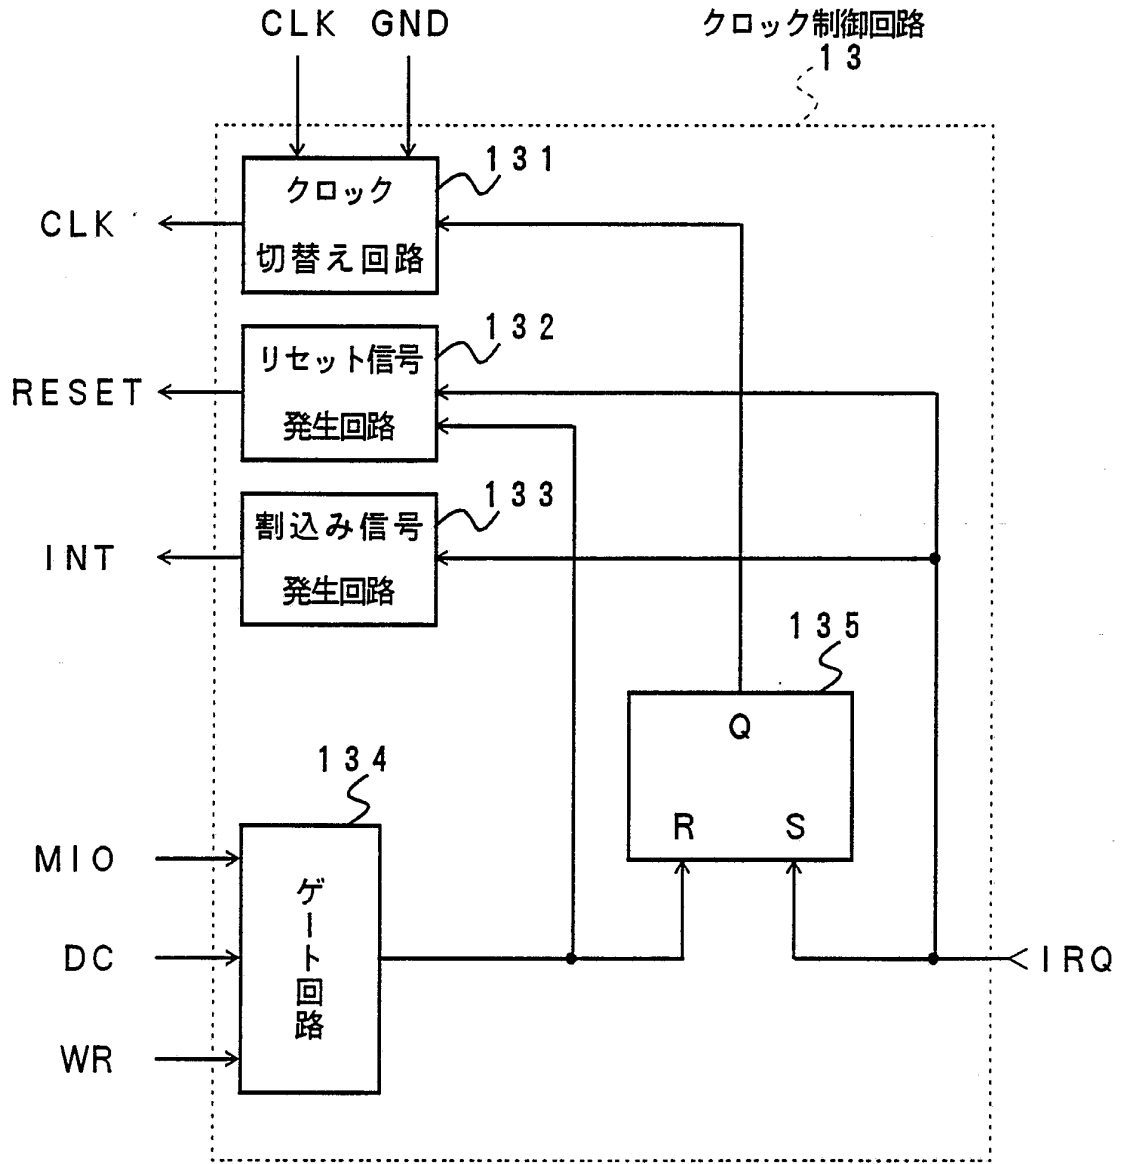 CLK GND
クロック制御回路
13
131
クロック
切替え回路
CLK
132
リセット信号
発生回路
RESET
133
割込み信号
発生回路
INT
135
Q
R S
134
ゲート回路
MIO
DC
WR
IRQ